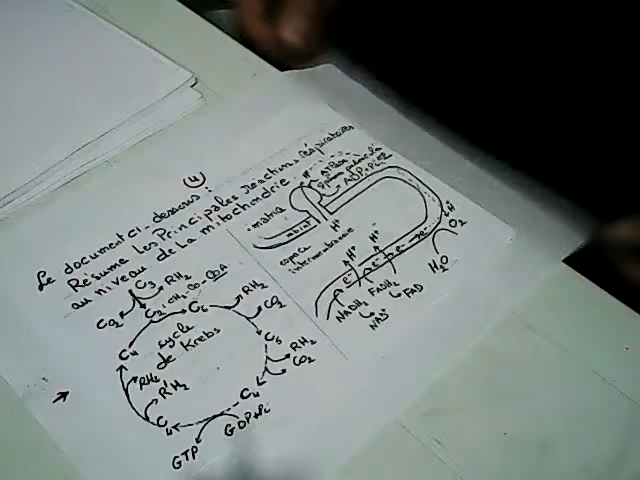 (4)
Le document ci-dessous :
Résume les Principales réactions respiratoires
au niveau de la mitochondrie.
C3
RH2
CO2
C2-CH3-CO-COA
C6
RH2
CO2
C5
RH2
CO2
C4
GDP+Pi
GTP
C4
R'H2
RH2
C4
cycle
de Krebs
matrice
ADP+Pi
H+
espace
intermembranaire
H+
H+
e-
e-
e-
2H
O2
H2O
NADH2
FADH2
NAD
FAD